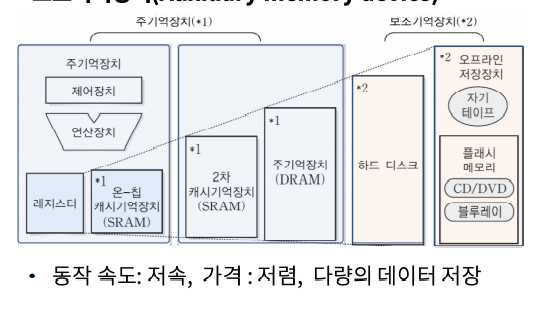 주기억장치(*1)
보조기억장치(*2)
주기억장치
제어장치
연산장치
레지스터
*1
온-칩
캐시기억장치
(SRAM)
*1
2차
캐시기억장치
(SRAM)
*1
주기억장치
(DRAM)
*2
하드 디스크
*2 오프라인
저장장치
자기
테이프
플래시
메모리
CD/DVD
블루레이
• 동작 속도: 저속, 가격 : 저렴, 다량의 데이터 저장